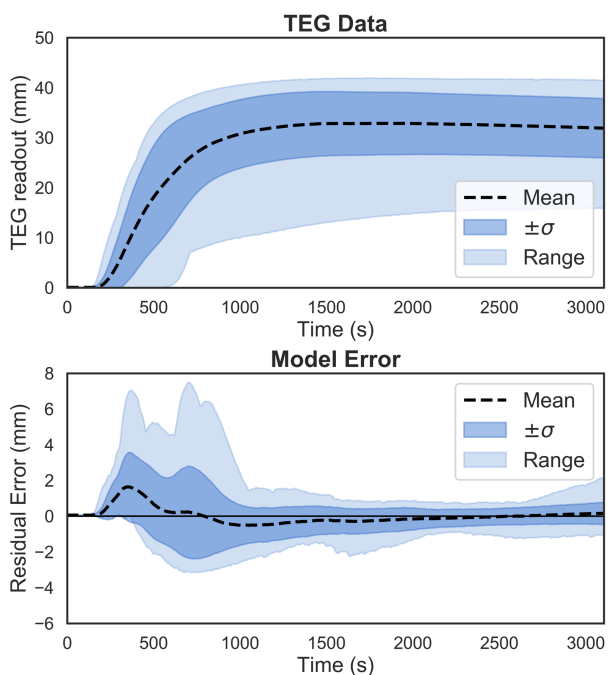 TEG Data
TEG readout (mm)
50
40
30
20
10
0
Mean
±σ
Range
0 500 1000 1500 2000 2500 3000
Time (s)
Model Error
Residual Error (mm)
8
6
4
2
0
−2
−4
−6
Mean
±σ
Range
0 500 1000 1500 2000 2500 3000
Time (s)